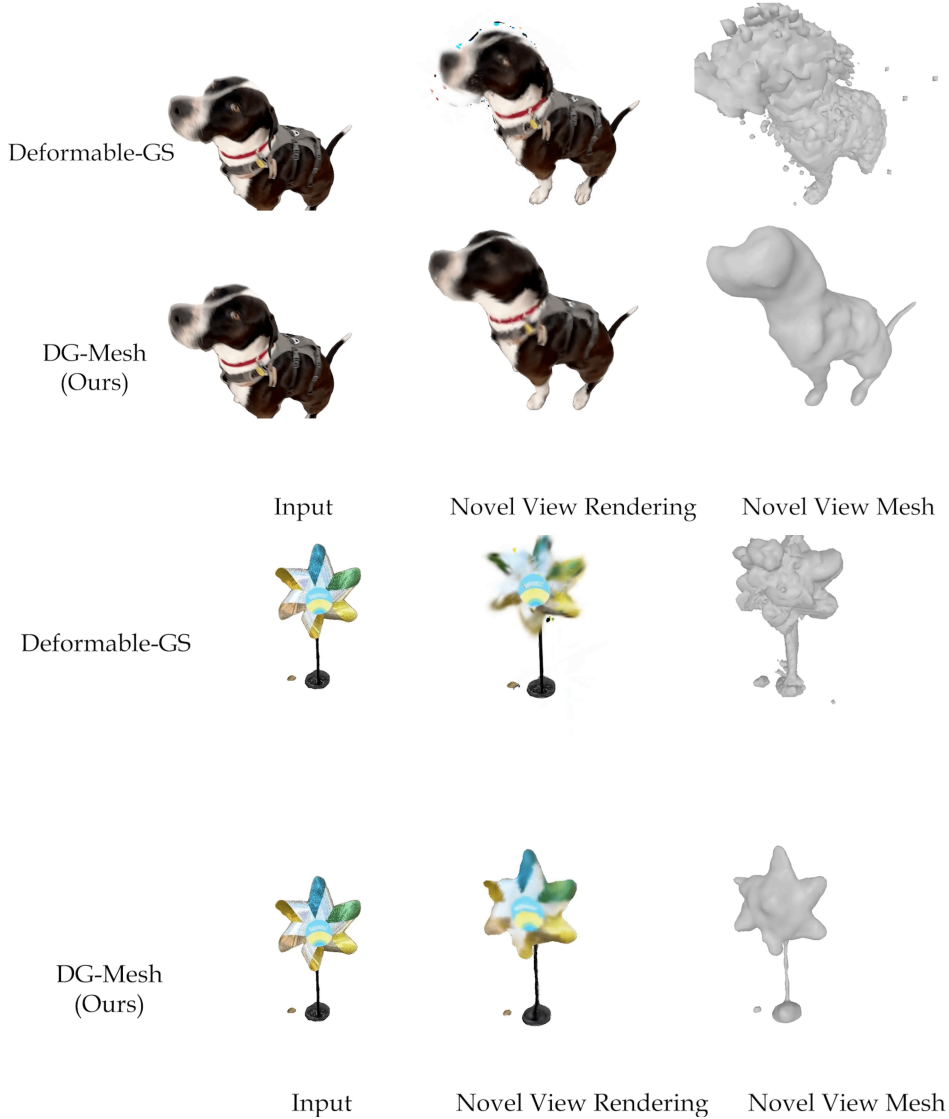 Deformable-GS
DG-Mesh
(Ours)
Input Novel View Rendering Novel View Mesh
Deformable-GS
DG-Mesh
(Ours)
Input Novel View Rendering Novel View Mesh